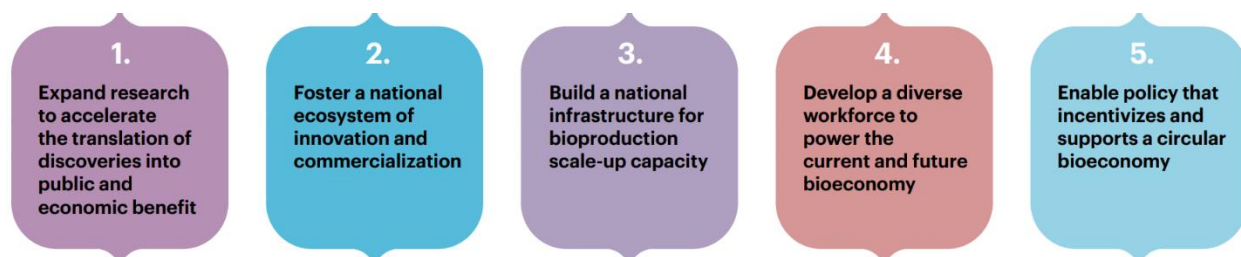 1.
Expand research
to accelerate
the translation of
discoveries into
public and
economic benefit
2.
Foster a national
ecosystem of
innovation and
commercialization
3.
Build a national
infrastructure for
bioproduction
scale-up capacity
4.
Develop a diverse
workforce to
power the
current and future
bioeconomy
5.
Enable policy that
incentivizes and
supports a circular
bioeconomy